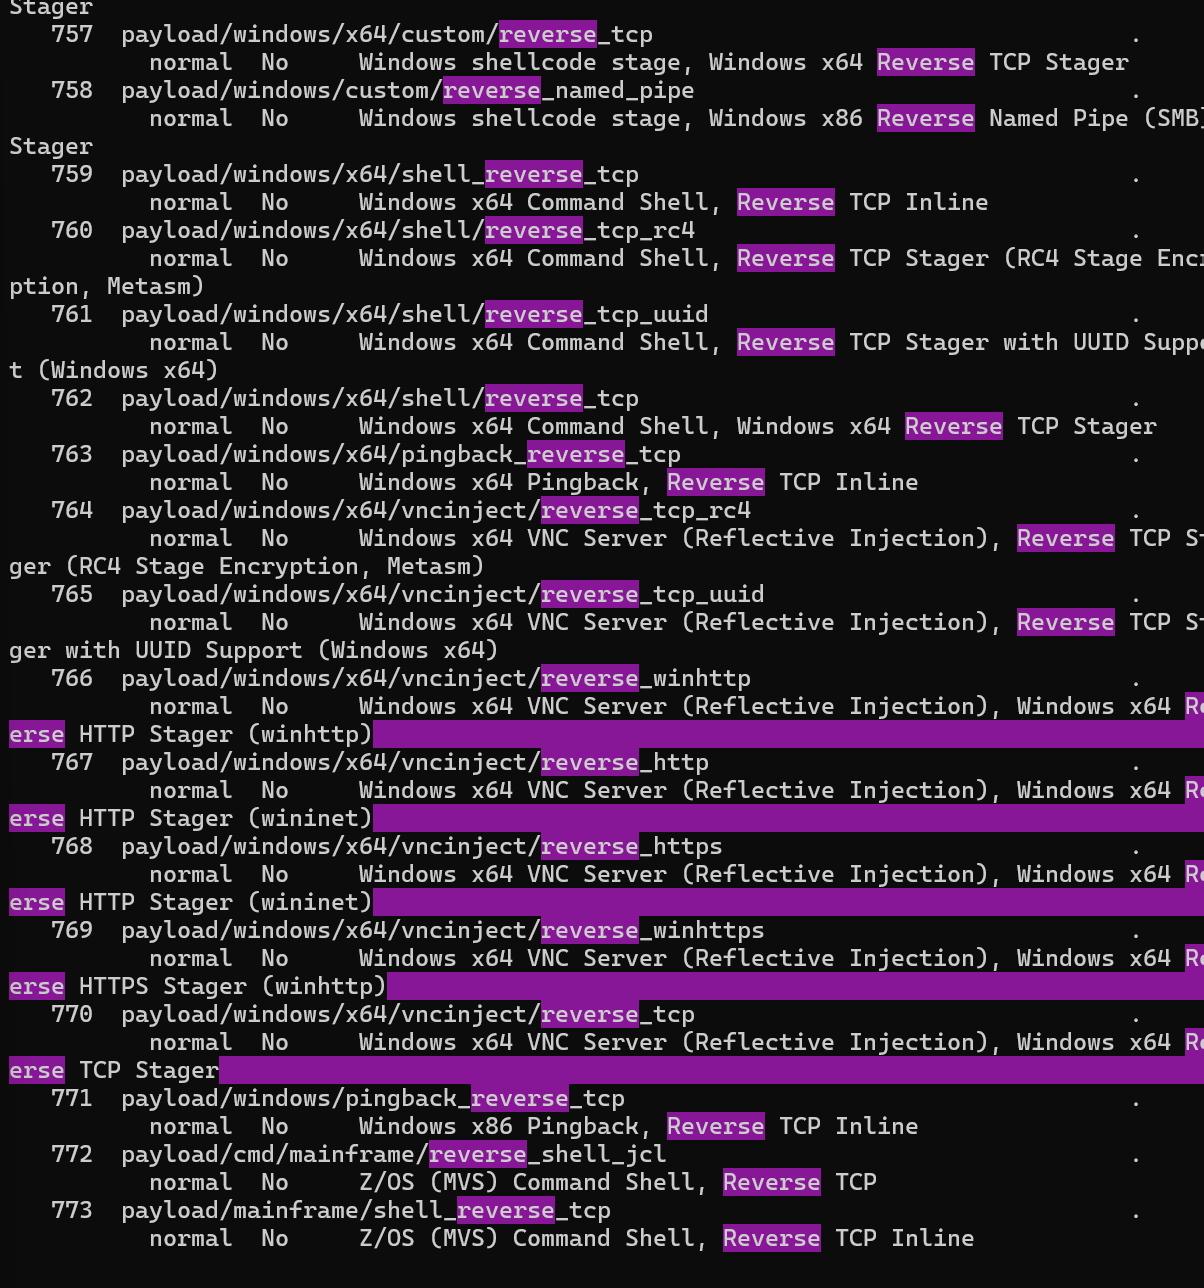 Stager
757 payload/windows/x64/custom/reverse_tcp .
normal No Windows shellcode stage, Windows x64 Reverse TCP Stager
758 payload/windows/custom/reverse_named_pipe .
normal No Windows shellcode stage, Windows x86 Reverse Named Pipe (SMB)
Stager
759 payload/windows/x64/shell_reverse_tcp .
normal No Windows x64 Command Shell, Reverse TCP Inline
760 payload/windows/x64/shell/reverse_tcp_rc4 .
normal No Windows x64 Command Shell, Reverse TCP Stager (RC4 Stage Encr
ption, Metasm)
761 payload/windows/x64/shell/reverse_tcp_uuid .
normal No Windows x64 Command Shell, Reverse TCP Stager with UUID Suppo
t (Windows x64)
762 payload/windows/x64/shell/reverse_tcp .
normal No Windows x64 Command Shell, Windows x64 Reverse TCP Stager
763 payload/windows/x64/pingback_reverse_tcp .
normal No Windows x64 Pingback, Reverse TCP Inline
764 payload/windows/x64/vncinject/reverse_tcp_rc4 .
normal No Windows x64 VNC Server (Reflective Injection), Reverse TCP St
ger (RC4 Stage Encryption, Metasm)
765 payload/windows/x64/vncinject/reverse_tcp_uuid .
normal No Windows x64 VNC Server (Reflective Injection), Reverse TCP St
ger with UUID Support (Windows x64)
766 payload/windows/x64/vncinject/reverse_winhttp .
normal No Windows x64 VNC Server (Reflective Injection), Windows x64 Re
erse HTTP Stager (winhttp)
767 payload/windows/x64/vncinject/reverse_http .
normal No Windows x64 VNC Server (Reflective Injection), Windows x64 Re
erse HTTP Stager (wininet)
768 payload/windows/x64/vncinject/reverse_https .
normal No Windows x64 VNC Server (Reflective Injection), Windows x64 Re
erse HTTP Stager (wininet)
769 payload/windows/x64/vncinject/reverse_winhttps .
normal No Windows x64 VNC Server (Reflective Injection), Windows x64 Re
erse HTTPS Stager (winhttp)
770 payload/windows/x64/vncinject/reverse_tcp .
normal No Windows x64 VNC Server (Reflective Injection), Windows x64 Re
erse TCP Stager
771 payload/windows/pingback_reverse_tcp .
normal No Windows x86 Pingback, Reverse TCP Inline
772 payload/cmd/mainframe/reverse_shell_jcl .
normal No Z/OS (MVS) Command Shell, Reverse TCP
773 payload/mainframe/shell_reverse_tcp .
normal No Z/OS (MVS) Command Shell, Reverse TCP Inline